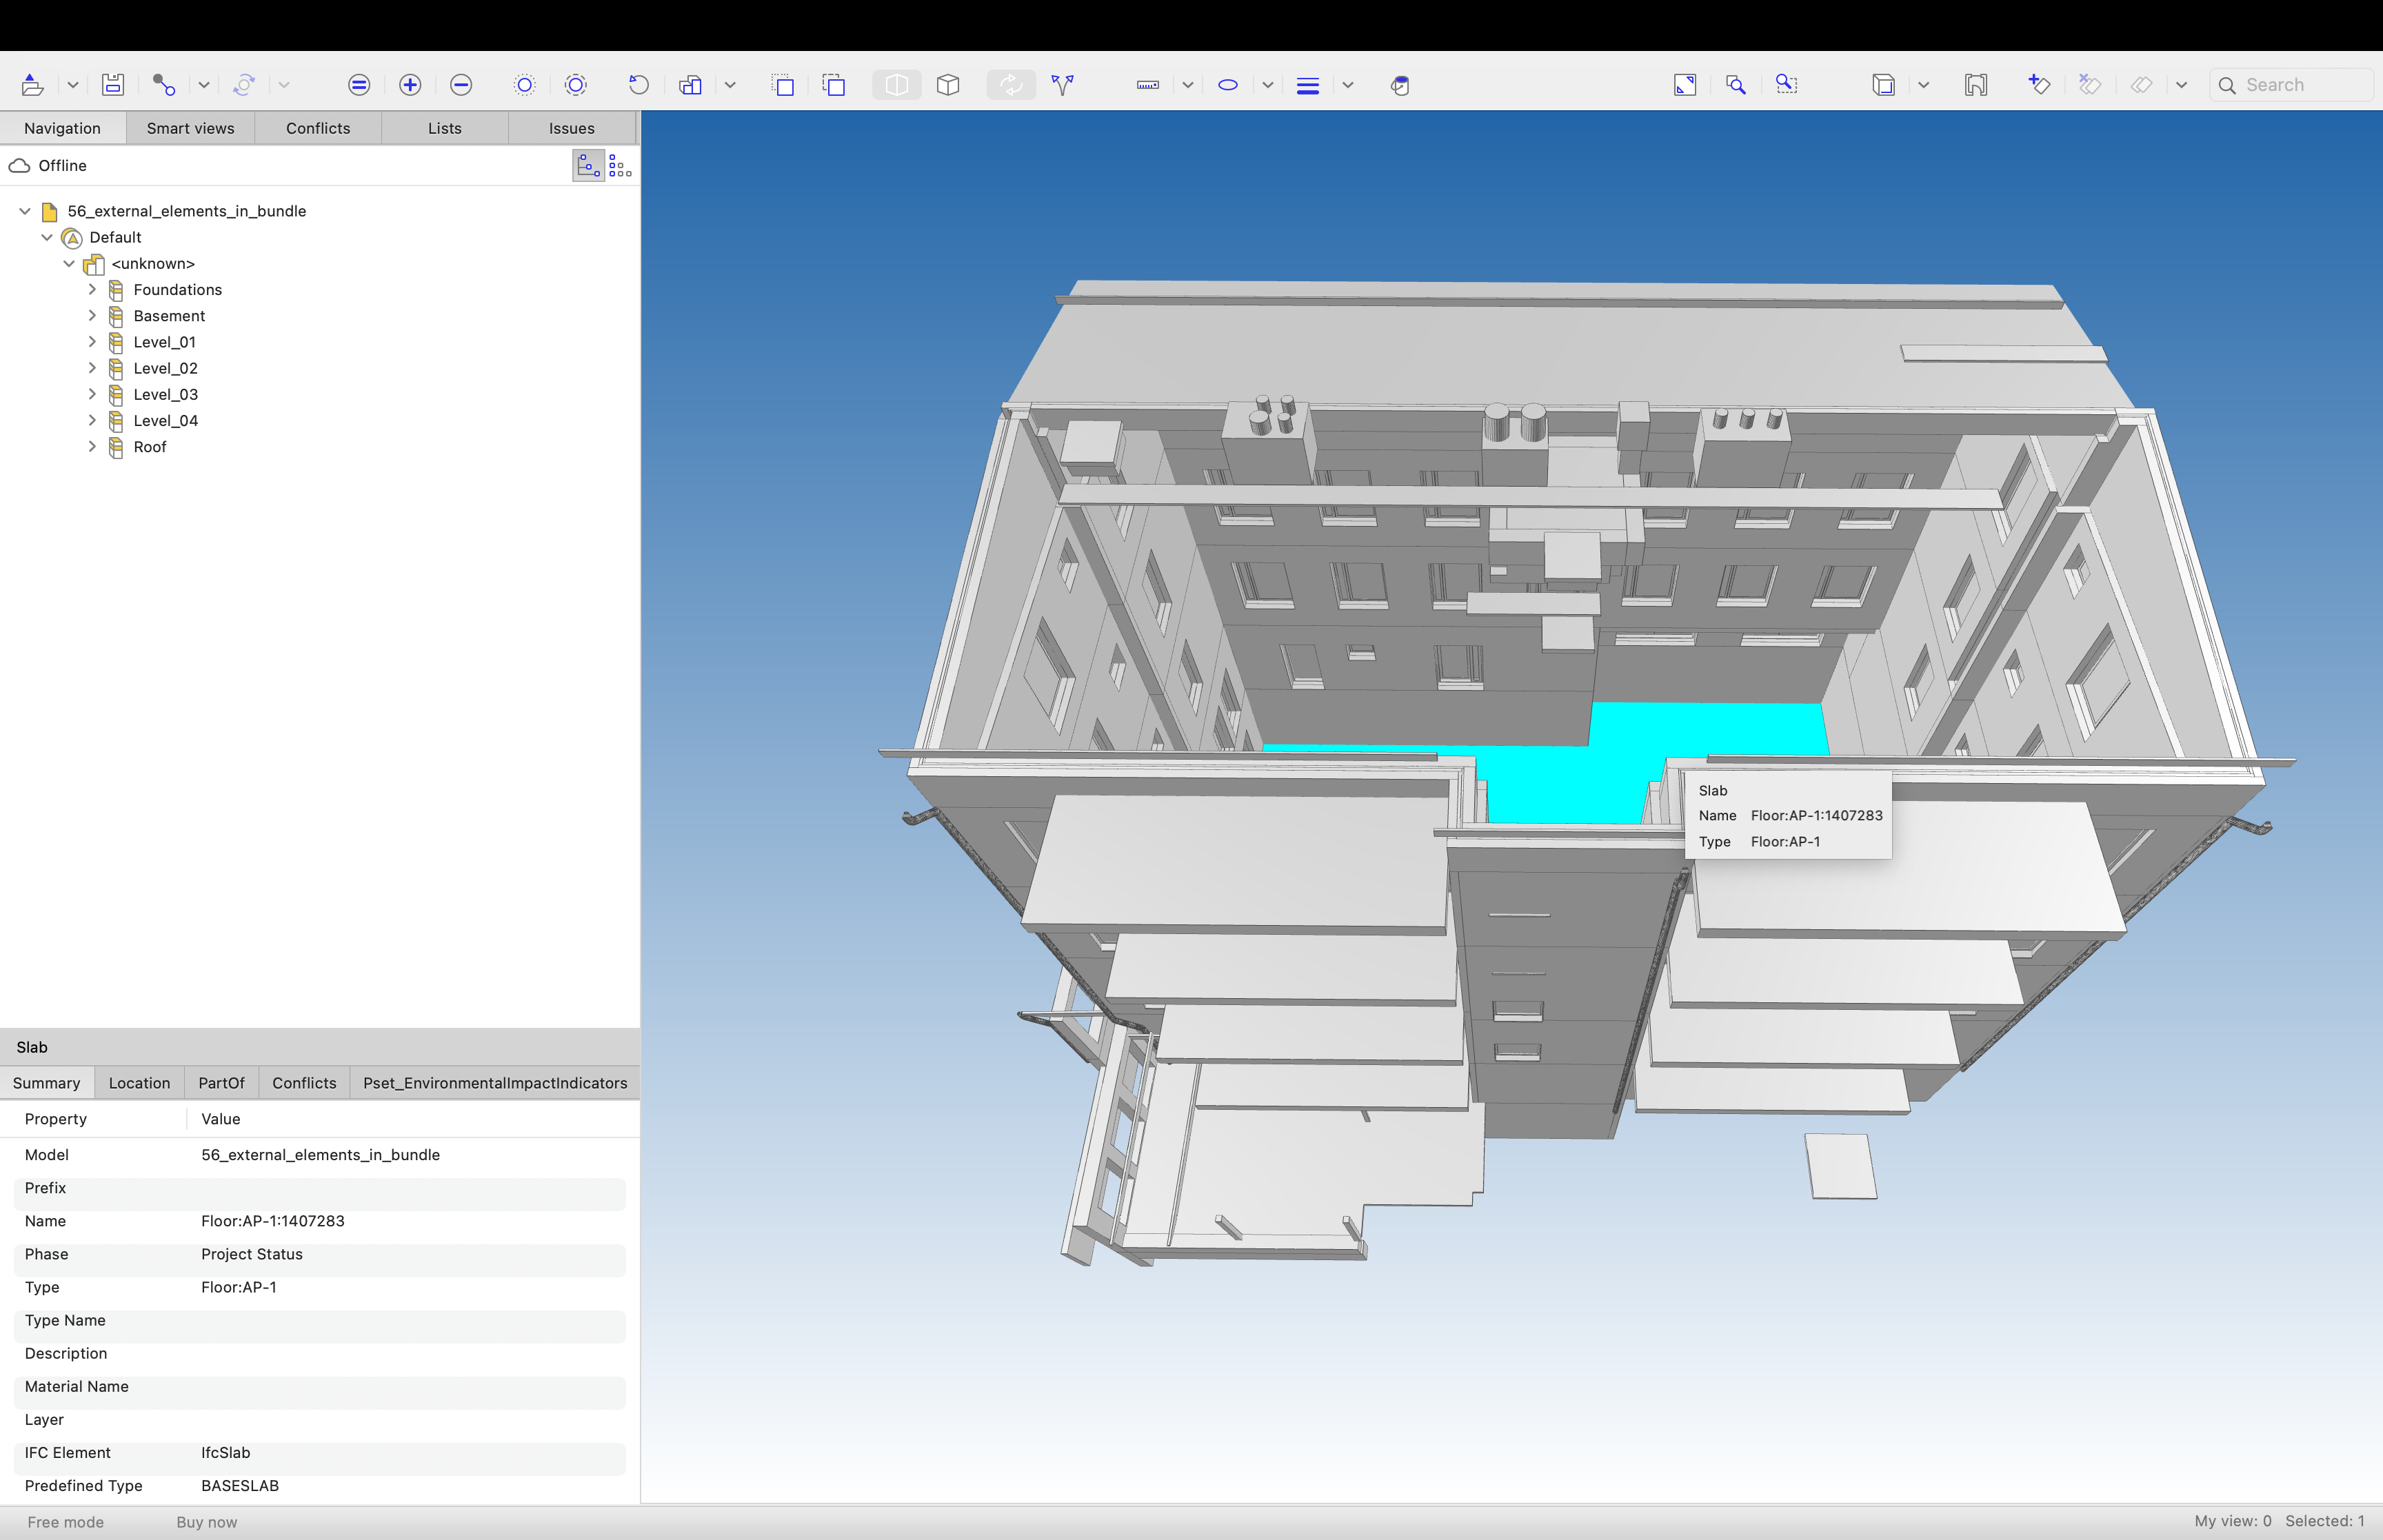 Search
Navigation Smart views Conflicts Lists Issues
Offline
56_external_elements_in_bundle
Default
<unknown>
Foundations
Basement
Level_01
Level_02
Level_03
Level_04
Roof
Slab
Name Floor:AP-1:1407283
Type Floor:AP-1
Slab
Summary Location PartOf Conflicts Pset_EnvironmentalImpactIndicators
Property Value
Model 56_external_elements_in_bundle
Prefix
Name Floor:AP-1:1407283
Phase Project Status
Type Floor:AP-1
Type Name
Description
Material Name
Layer
IFC Element IfcSlab
Predefined Type BASESLAB
Free mode Buy now My view: 0 Selected: 1